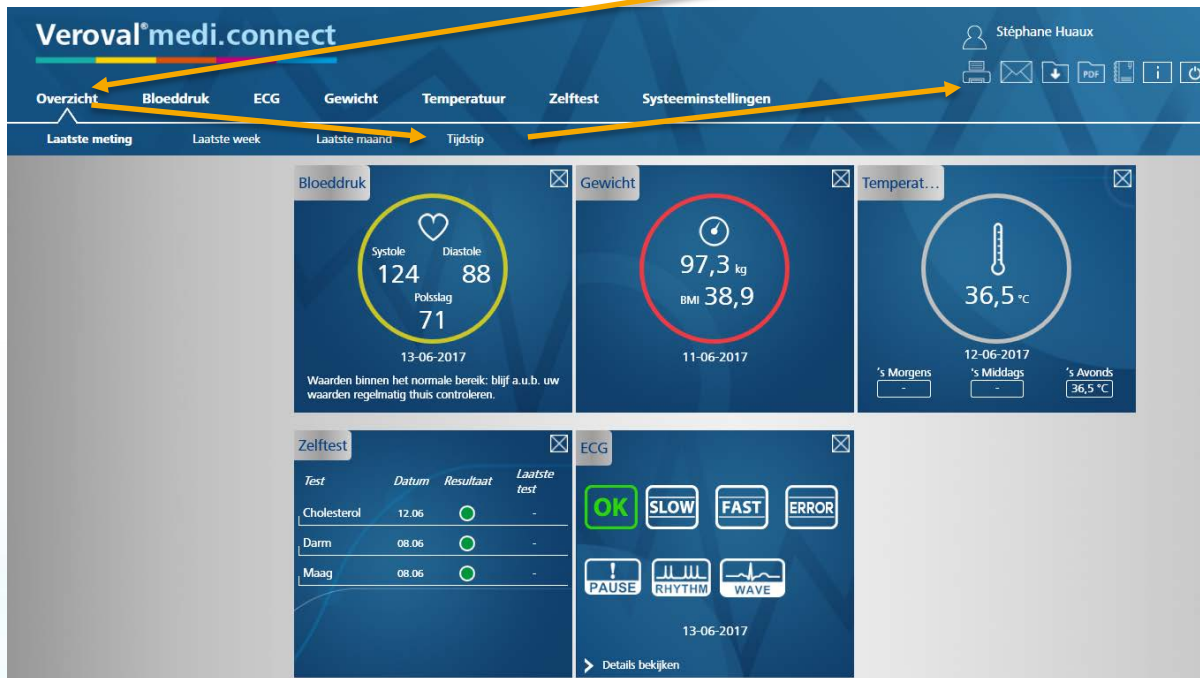 Veroval®medi.connect
Stéphane Huaux
PDF
i
Overzicht Bloeddruk ECG Gewicht Temperatuur Zelftest Systeeminstellingen
Laatste meting Laatste week Laatste maand Tijdstip
Bloeddruk
Systole Diastole
124 88
Polsslag
71
13-06-2017
Waarden binnen het normale bereik: blijf a.u.b. uw
waarden regelmatig thuis controleren.
Gewicht
97,3 kg
BMI 38,9
11-06-2017
Temperat...
36,5 °C
12-06-2017
's Morgens 's Middags 's Avonds
- - 36,5 °C
Zelftest
Test Datum Resultaat Laatste
test
Cholesterol 12.06 -
Darm 08.06 -
Maag 08.06 -
ECG
OK SLOW FAST ERROR
! PAUSE RHYTHM WAVE
13-06-2017
Details bekijken